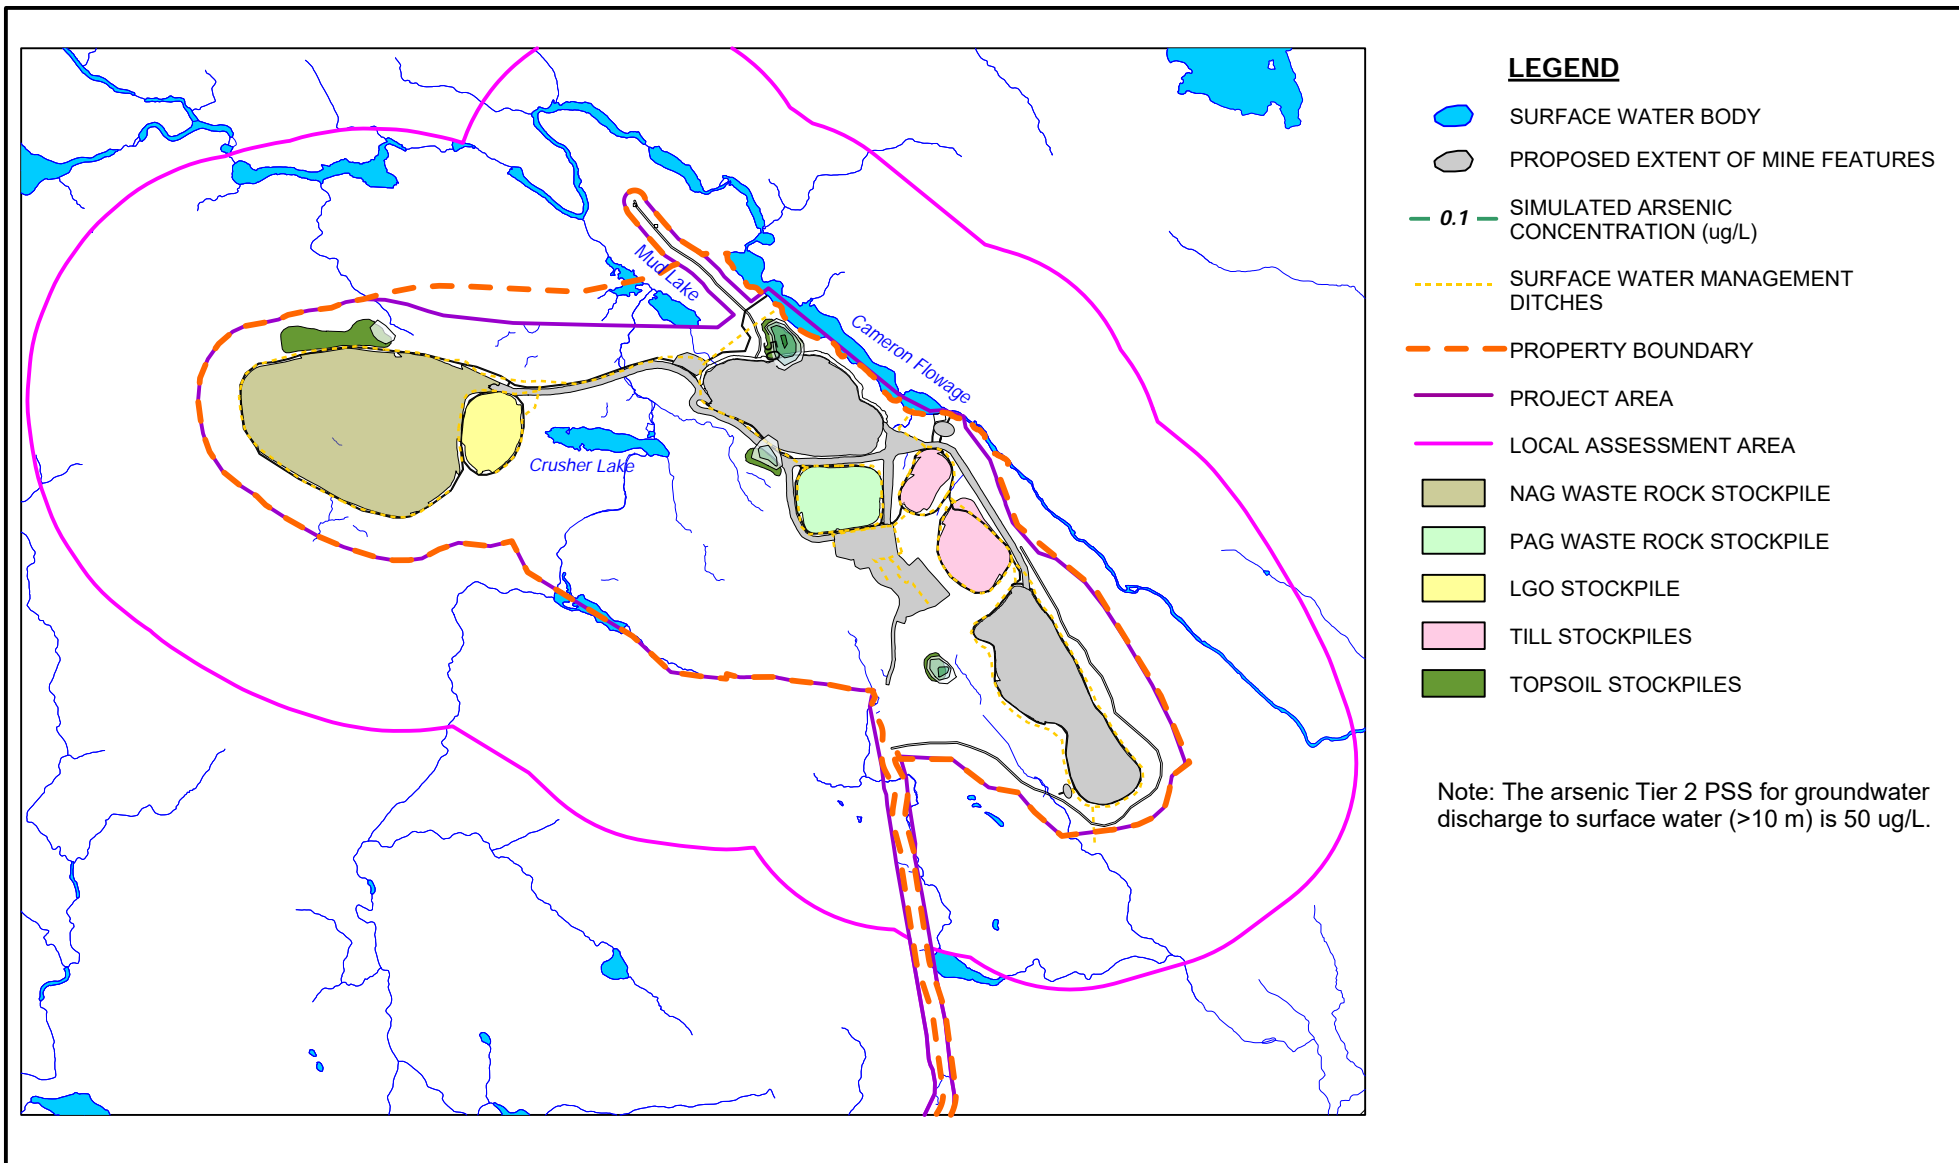 LEGEND
SURFACE WATER BODY
PROPOSED EXTENT OF MINE FEATURES
0.1
SIMULATED ARSENIC
CONCENTRATION (ug/L)
SURFACE WATER MANAGEMENT
DITCHES
PROPERTY BOUNDARY
PROJECT AREA
LOCAL ASSESSMENT AREA
NAG WASTE ROCK STOCKPILE
PAG WASTE ROCK STOCKPILE
LGO STOCKPILE
TILL STOCKPILES
TOPSOIL STOCKPILES
Note: The arsenic Tier 2 PSS for groundwater
discharge to surface water (>10 m) is 50 ug/L.
Mud Lake
Cameron Flowage
Crusher Lake